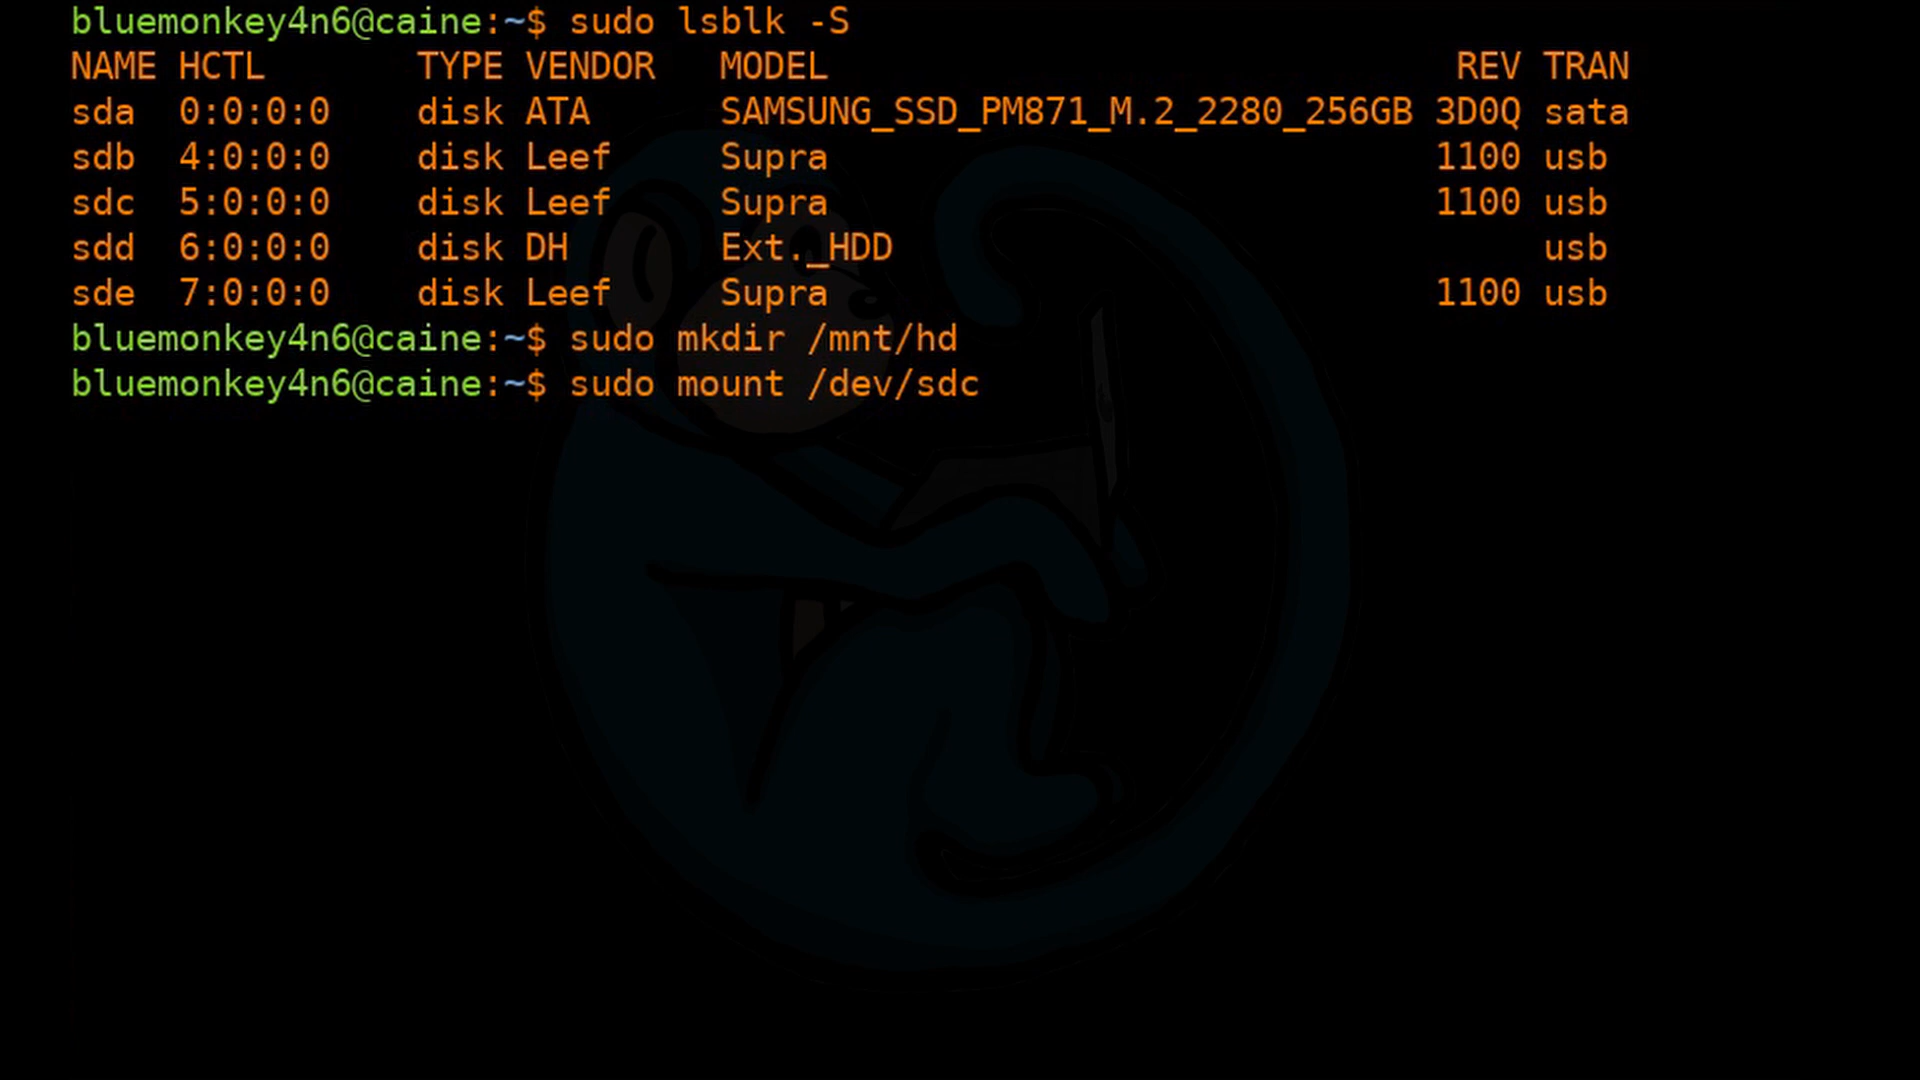 bluemonkey4n6@caine:~$ sudo lsblk -S
NAME HCTL       TYPE VENDOR   MODEL                             REV TRAN
sda  0:0:0:0    disk ATA      SAMSUNG_SSD_PM871_M.2_2280_256GB 3D0Q sata
sdb  4:0:0:0    disk Leef     Supra                            1100 usb
sdc  5:0:0:0    disk Leef     Supra                            1100 usb
sdd  6:0:0:0    disk DH       Ext._HDD                              usb
sde  7:0:0:0    disk Leef     Supra                            1100 usb
bluemonkey4n6@caine:~$ sudo mkdir /mnt/hd
bluemonkey4n6@caine:~$ sudo mount /dev/sdc